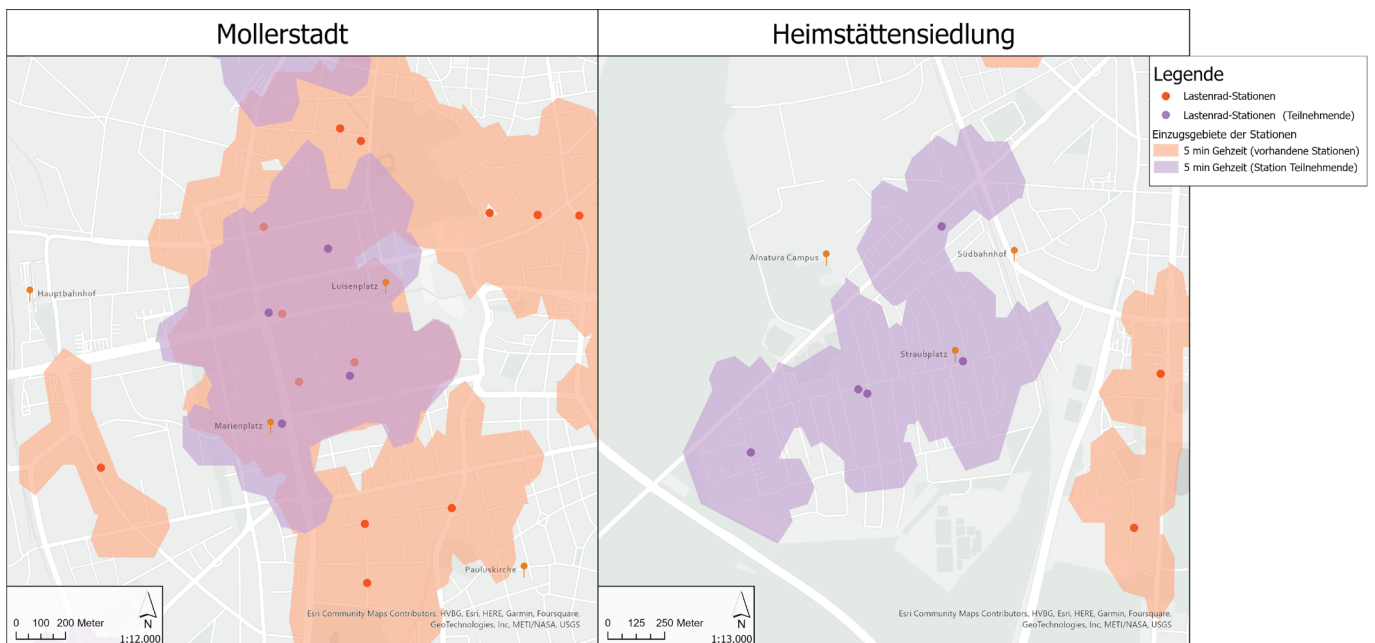 Mollerstadt
Heimstättensiedlung
Legende
Lastenrad-Stationen
Lastenrad-Stationen (Teilnehmende)
Einzugsgebiete der Stationen
5 min Gehzeit (vorhandene Stationen)
5 min Gehzeit (Station Teilnehmende)
Hauptbahnhof
Luisenplatz
Marienplatz
Pauluskirche
Alnatura Campus
Südbahnhof
Straubplatz
0 100 200 Meter
N
1:12.000
Esri Community Maps Contributors, HVBG, Esri, HERE, Garmin, Foursquare,
GeoTechnologies, Inc, METI/NASA, USGS
0 125 250 Meter
N
1:13.000
Esri Community Maps Contributors, HVBG, Esri, HERE, Garmin, Foursquare,
GeoTechnologies, Inc, METI/NASA, USGS